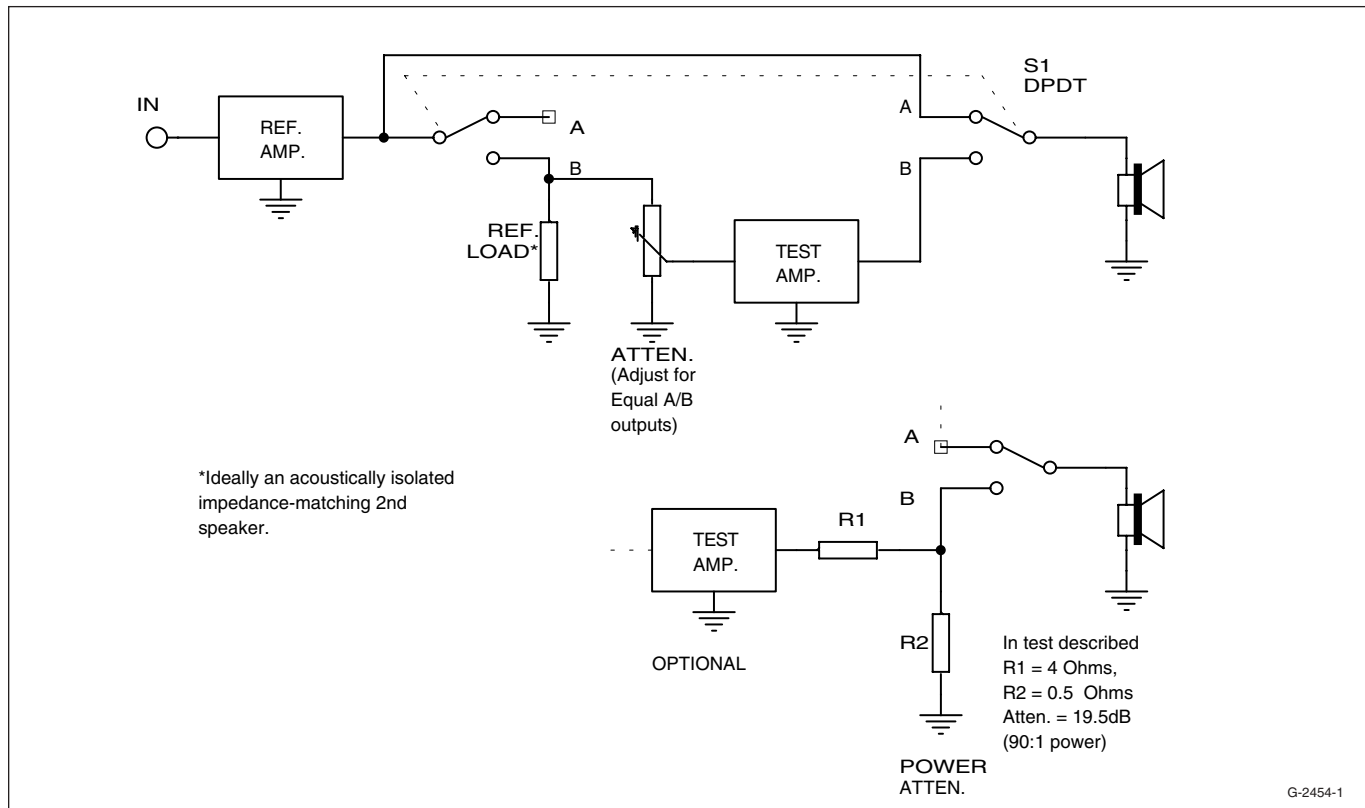 IN
REF.
AMP.
A
B
REF.
LOAD*
ATTEN.
(Adjust for
Equal A/B
outputs)
TEST
AMP.
A
B
S1
DPDT
*Ideally an acoustically isolated
impedance-matching 2nd
speaker.
TEST
AMP.
OPTIONAL
R1
A
B
R2
POWER
ATTEN.
In test described
R1 = 4 Ohms,
R2 = 0.5 Ohms
Atten. = 19.5dB
(90:1 power)
G-2454-1